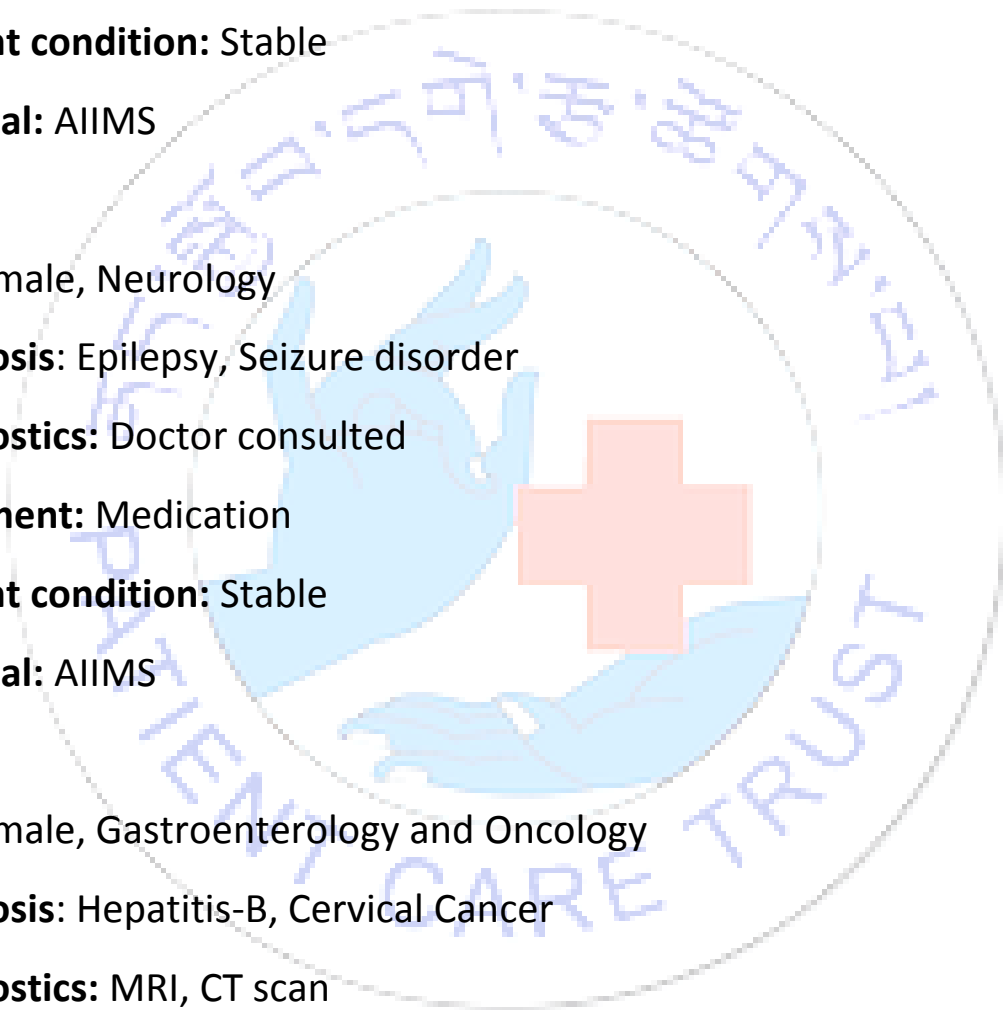 nt condition: Stable
al: AIIMS
male, Neurology
osis: Epilepsy, Seizure disorder
ostics: Doctor consulted
ment: Medication
nt condition: Stable
al: AIIMS
male, Gastroenterology and Oncology
osis: Hepatitis-B, Cervical Cancer
ostics: MRI, CT scan
PATIENT CARE TRUST